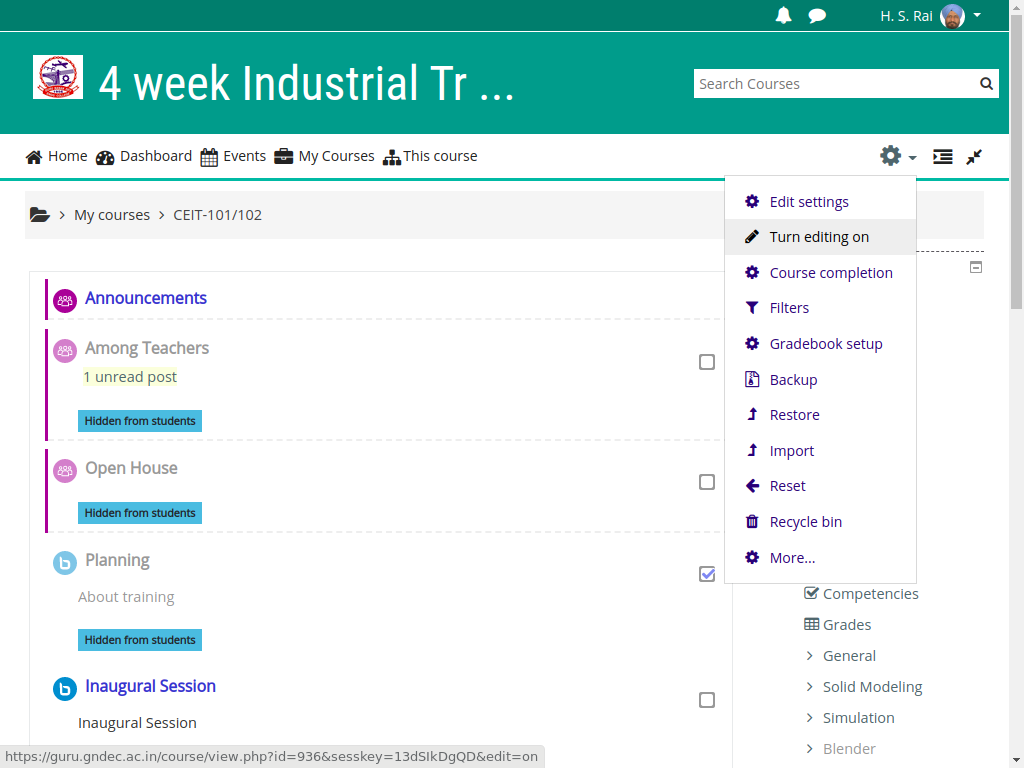 H. S. Rai
4 week Industrial Tr ...
Search Courses
Home Dashboard Events My Courses This course
My courses CEIT-101/102
Edit settings
Turn editing on
Course completion
Filters
Gradebook setup
Backup
Restore
Import
Reset
Recycle bin
More...
Announcements
Among Teachers
1 unread post
Hidden from students
Open House
Hidden from students
Planning
About training
Hidden from students
Inaugural Session
Inaugural Session
Competencies
Grades
General
Solid Modeling
Simulation
Blender
https://guru.gndec.ac.in/course/view.php?id=936&sesskey=13dSIkDgQD&edit=on